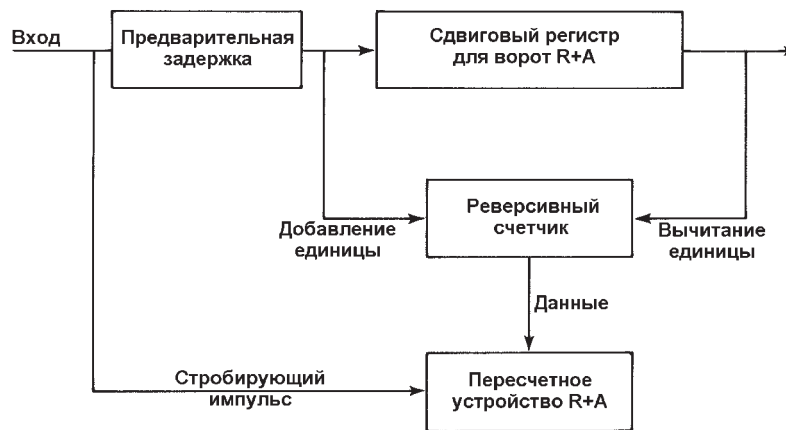 Вход
Предварительная
задержка
Сдвиговый регистр
для ворот R+A
Добавление
единицы
Реверсивный
счетчик
Вычитание
единицы
Данные
Стробирующий
импульс
Пересчетное
устройство R+A